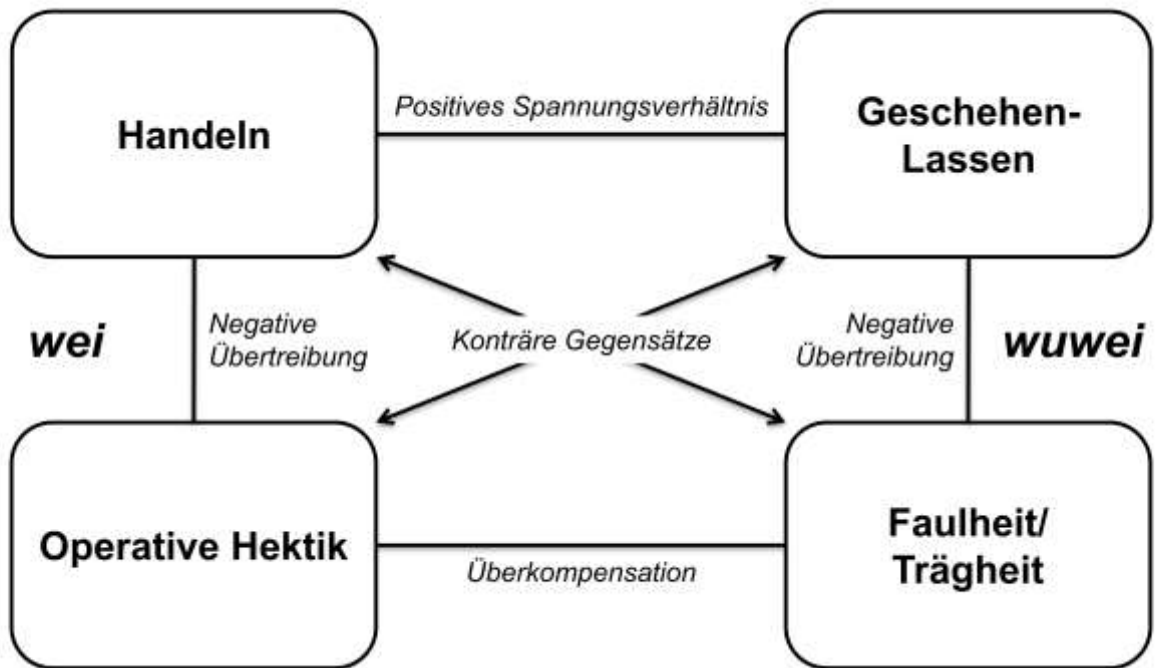 Handeln
Positives Spannungsverhältnis
Geschehen-
Lassen
wei
Negative
Übertreibung
Konträre Gegensätze
Negative
Übertreibung
wuwei
Operative Hektik
Überkompensation
Faulheit/
Trägheit